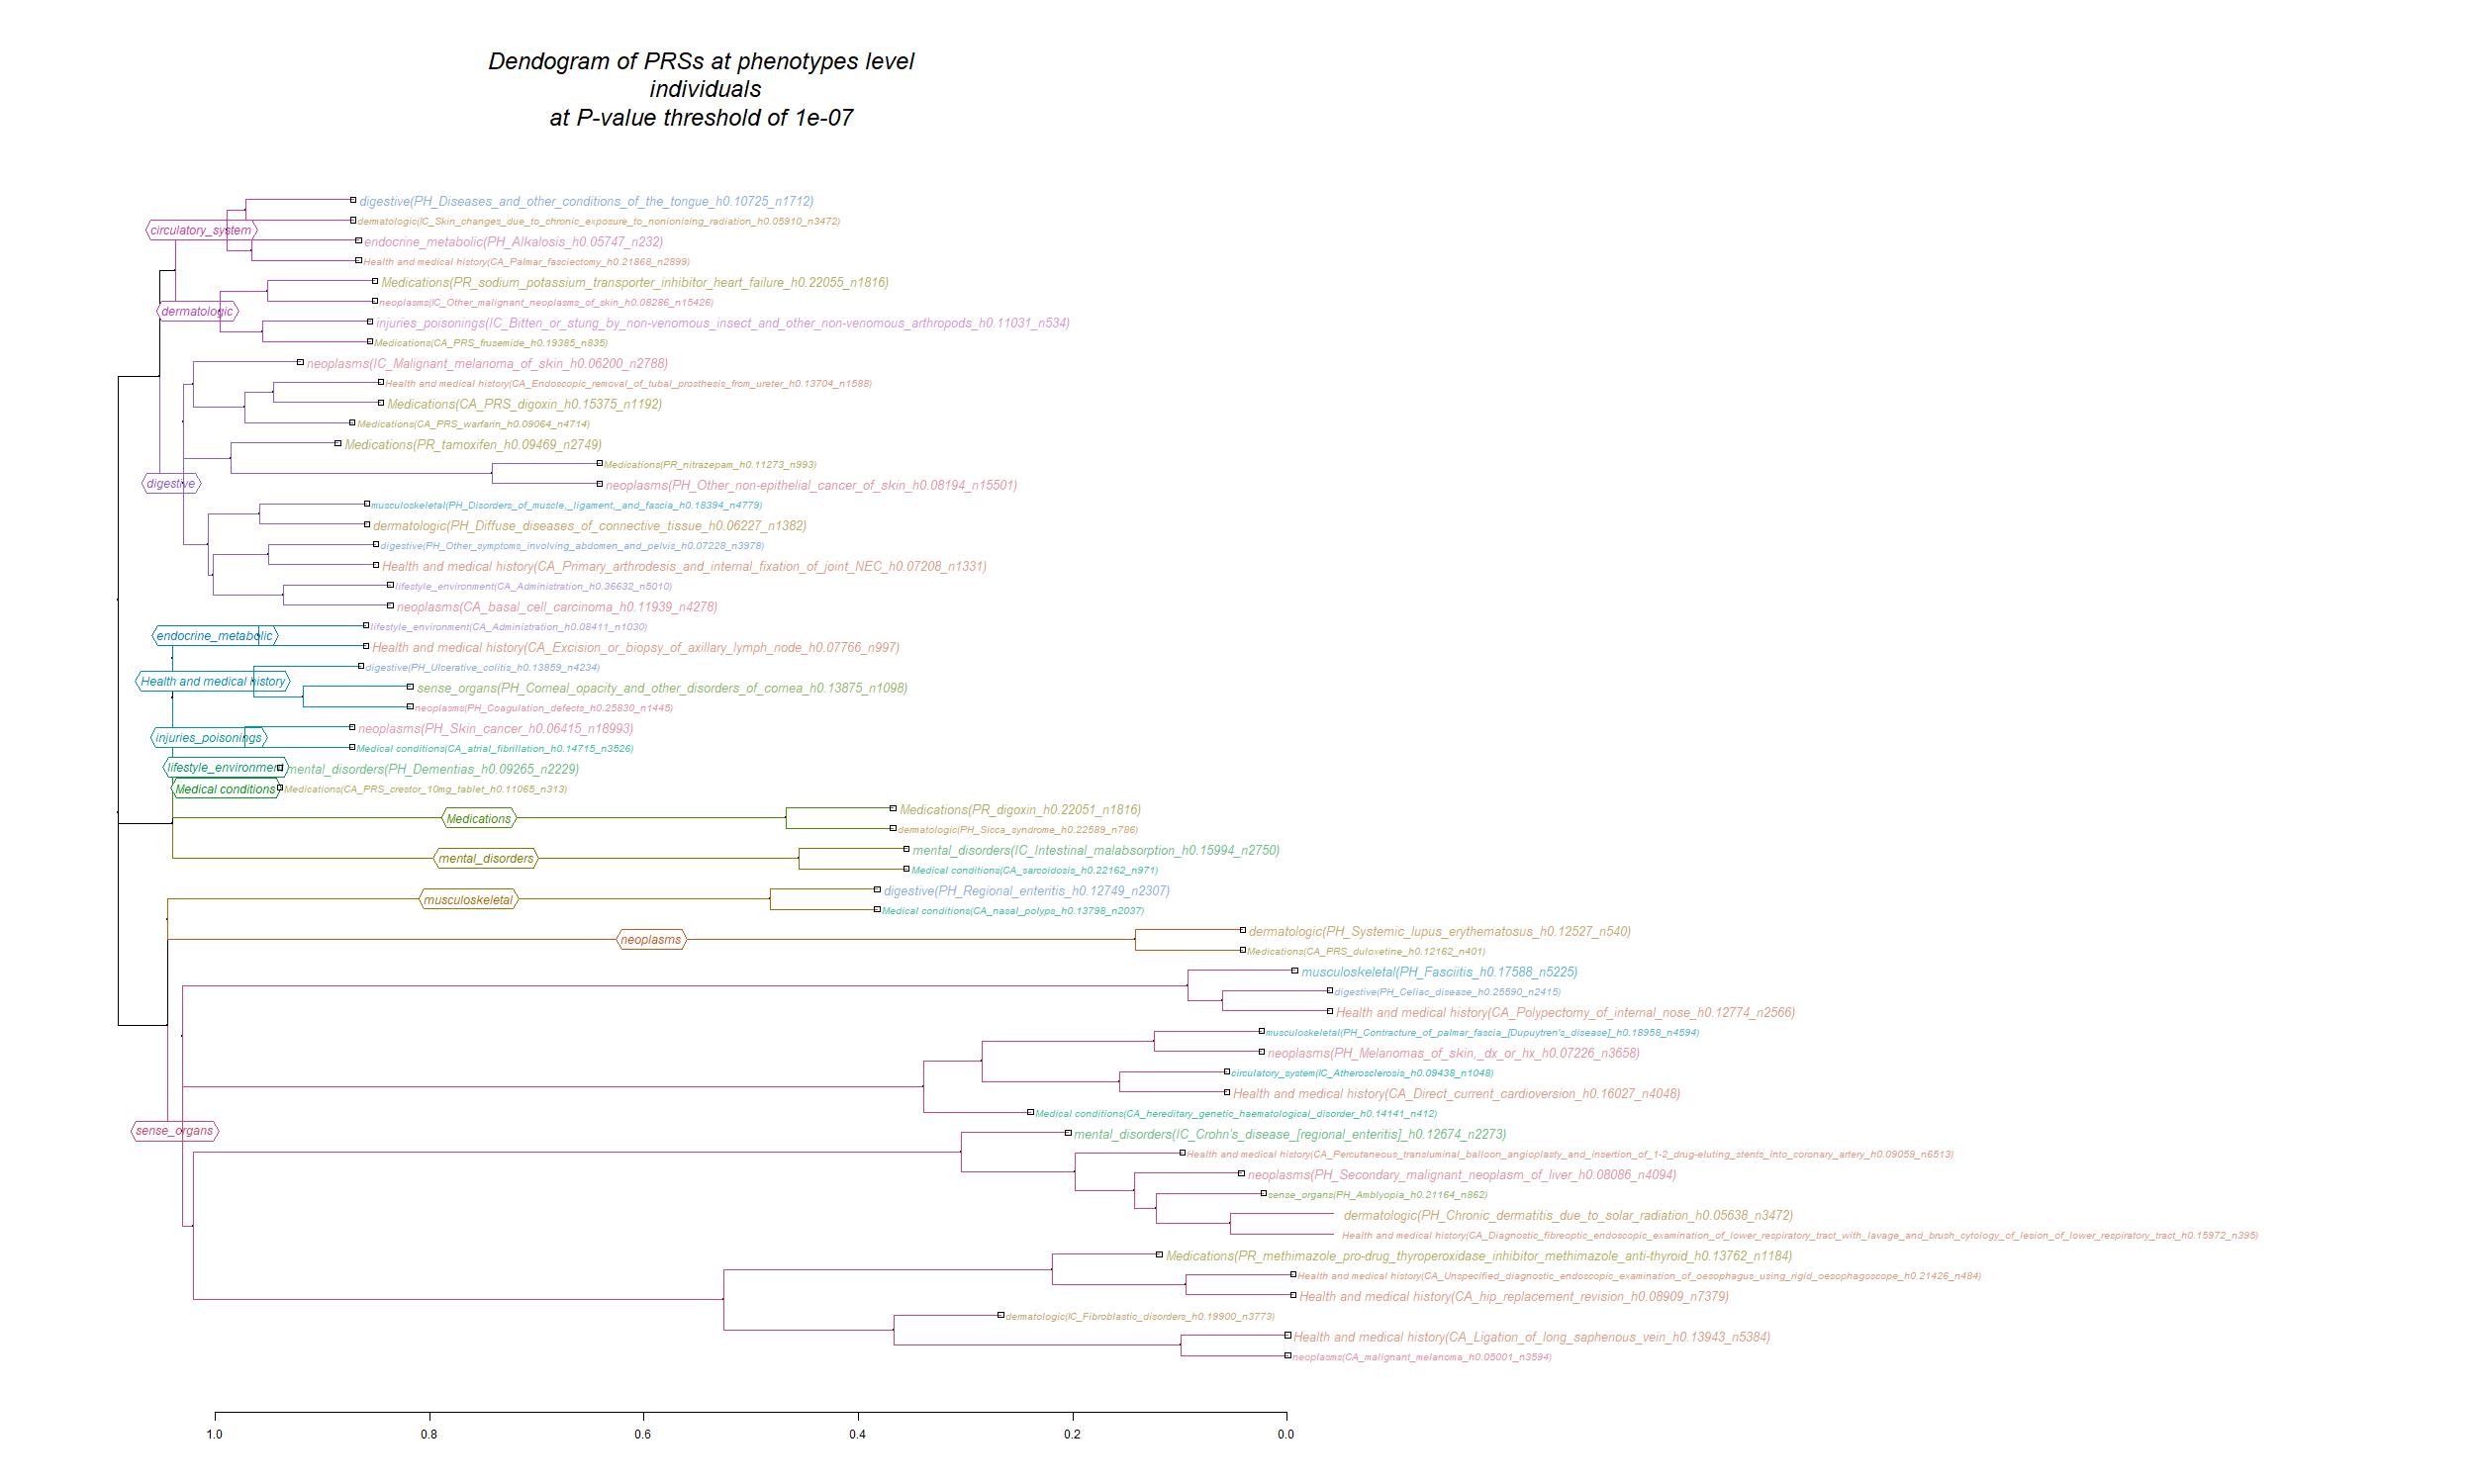 Dendogram of PRSs at phenotypes level
individuals
at P-value threshold of 1e-07
digestive(PH_Diseases_and_other_conditions_of_the_tongue_h0.10725_n1712)
dermatologic(IC_Skin_changes_due_to_chronic_exposure_to_nonionising_radiation_h0.05910_n3472)
circulatory_system
endocrine_metabolic(PH_Alkalosis_h0.05747_n232)
Health and medical history(CA_Palmar_fasciectomy_h0.21868_n2899)
Medications(PR_sodium_potassium_transporter_inhibitor_heart_failure_h0.22055_n1816)
neoplasms(IC_Other_malignant_neoplasms_of_skin_h0.08286_n15426)
dermatologic
injuries_poisonings(IC_Bitten_or_stung_by_non-venomous_insect_and_other_non-venomous_arthropods_h0.11031_n534)
Medications(CA_PRS_frusemide_h0.19385_n835)
neoplasms(IC_Malignant_melanoma_of_skin_h0.06200_n2788)
Health and medical history(CA_Endoscopic_removal_of_tubal_prosthesis_from_ureter_h0.13704_n1588)
Medications(CA_PRS_digoxin_h0.15375_n1192)
Medications(CA_PRS_warfarin_h0.09064_n4714)
Medications(PR_tamoxifen_h0.09469_n2749)
Medications(PR_nitrazepam_h0.11273_n993)
digestive
neoplasms(PH_Other_non-epithelial_cancer_of_skin_h0.08194_n15501)
musculoskeletal(PH_Disorders_of_muscle,_ligament,_and_fascia_h0.18394_n4779)
dermatologic(PH_Diffuse_diseases_of_connective_tissue_h0.06227_n1382)
digestive(PH_Other_symptoms_involving_abdomen_and_pelvis_h0.07228_n3978)
Health and medical history(CA_Primary_arthrodesis_and_internal_fixation_of_joint_NEC_h0.07208_n1331)
lifestyle_environment(CA_Administration_h0.36632_n5010)
neoplasms(CA_basal_cell_carcinoma_h0.11939_n4278)
lifestyle_environment(CA_Administration_h0.08411_n1030)
endocrine_metabolic
Health and medical history(CA_Excision_or_biopsy_of_axillary_lymph_node_h0.07766_n997)
digestive(PH_Ulcerative_colitis_h0.13859_n4234)
Health and medical history
sense_organs(PH_Corneal_opacity_and_other_disorders_of_cornea_h0.13875_n1098)
neoplasms(PH_Coagulation_defects_h0.25830_n1445)
neoplasms(PH_Skin_cancer_h0.06415_n18993)
injuries_poisonings
Medical conditions(CA_atrial_fibrillation_h0.14715_n3526)
lifestyle_environment
mental_disorders(PH_Dementias_h0.09265_n2229)
Medical conditions
Medications(CA_PRS_crestor_10mg_tablet_h0.11065_n313)
Medications(PR_digoxin_h0.22051_n1816)
Medications
dermatologic(PH_Sicca_syndrome_h0.22589_n786)
mental_disorders(IC_Intestinal_malabsorption_h0.15994_n2750)
mental_disorders
Medical conditions(CA_sarcoidosis_h0.22162_n971)
digestive(PH_Regional_enteritis_h0.12749_n2307)
musculoskeletal
Medical conditions(CA_nasal_polyps_h0.13798_n2037)
dermatologic(PH_Systemic_lupus_erythematosus_h0.12527_n540)
neoplasms
Medications(CA_PRS_duloxetine_h0.12162_n401)
musculoskeletal(PH_Fasciitis_h0.17588_n5225)
digestive(PH_Celiac_disease_h0.25590_n2415)
Health and medical history(CA_Polypectomy_of_internal_nose_h0.12774_n2566)
musculoskeletal(PH_Contracture_of_palmar_fascia_[Dupuytren's_disease]_h0.18958_n4594)
neoplasms(PH_Melanomas_of_skin,_dx_or_hx_h0.07226_n3658)
circulatory_system(IC_Atherosclerosis_h0.09438_n1048)
Health and medical history(CA_Direct_current_cardioversion_h0.16027_n4048)
Medical conditions(CA_hereditary_genetic_haematological_disorder_h0.14141_n412)
sense_organs
mental_disorders(IC_Crohn's_disease_[regional_enteritis]_h0.12674_n2273)
Health and medical history(CA_Percutaneous_transluminal_balloon_angioplasty_and_insertion_of_1-2_drug-eluting_stents_into_coronary_artery_h0.09059_n6513)
neoplasms(PH_Secondary_malignant_neoplasm_of_liver_h0.08086_n4094)
sense_organs(PH_Amblyopia_h0.21164_n862)
dermatologic(PH_Chronic_dermatitis_due_to_solar_radiation_h0.05638_n3472)
Health and medical history(CA_Diagnostic_fibreoptic_endoscopic_examination_of_lower_respiratory_tract_with_lavage_and_brush_cytology_of_lesion_of_lower_respiratory_tract_h0.15972_n395)
Medications(PR_methimazole_pro-drug_thyroperoxidase_inhibitor_methimazole_anti-thyroid_h0.13762_n1184)
Health and medical history(CA_Unspecified_diagnostic_endoscopic_examination_of_oesophagus_using_rigid_oesophagoscope_h0.21426_n484)
Health and medical history(CA_hip_replacement_revision_h0.08909_n7379)
dermatologic(IC_Fibroblastic_disorders_h0.19900_n3773)
Health and medical history(CA_Ligation_of_long_saphenous_vein_h0.13943_n5384)
neoplasms(CA_malignant_melanoma_h0.05001_n3594)
1.0 0.8 0.6 0.4 0.2 0.0